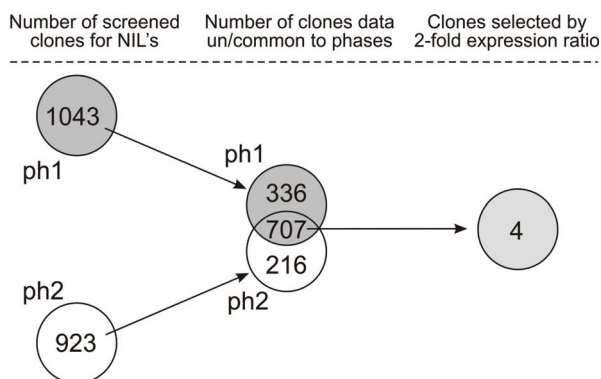 Number of screened
clones for NIL's
Number of clones data
un/common to phases
Clones selected by
2-fold expression ratio
1043
ph1
ph1
336
707
216
ph2
4
ph2
923